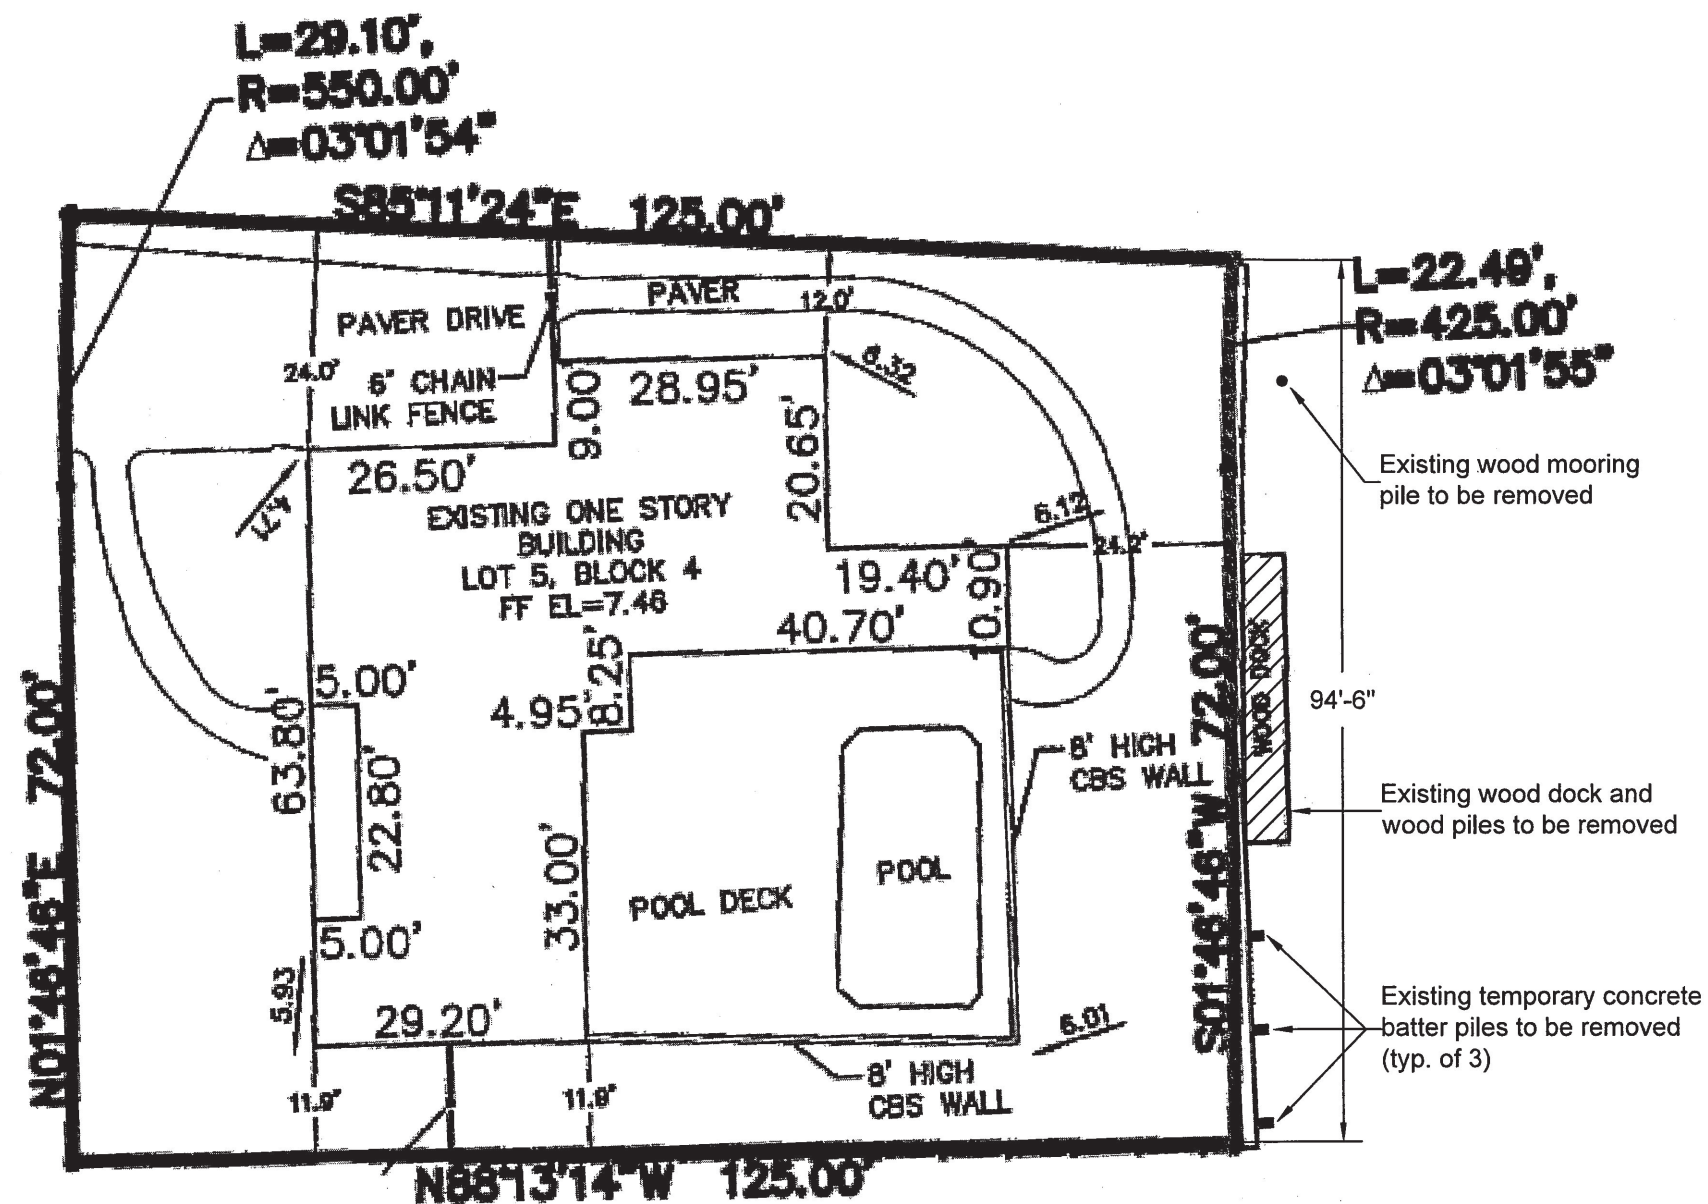 L=29.10',
R=550.00'
Δ=03°01'54"
S85°11'24"E 125.00'
L=22.49',
R=425.00'
Δ=03°01'55"
PAVER
12.0'
PAVER DRIVE
24.0'
6' CHAIN
LINK FENCE
9.00'
28.95'
6.32
20.65'
26.50'
Existing wood mooring
pile to be removed
EXISTING ONE STORY
BUILDING
LOT 5, BLOCK 4
FF EL=7.46
6.12
24.2'
19.40'
0.90'
40.70'
8.25'
4.95'
5.00'
63.80'
22.80'
5.00'
N01°48'46"E 72.00'
S01°46'46"W 72.00'
WOOD DOCK
94'-6"
8' HIGH
CBS WALL
Existing wood dock and
wood piles to be removed
33.00'
POOL DECK
POOL
5.93
29.20'
6.01
Existing temporary concrete
batter piles to be removed
(typ. of 3)
11.9'
11.8'
8' HIGH
CBS WALL
N88°13'14"W 125.00'